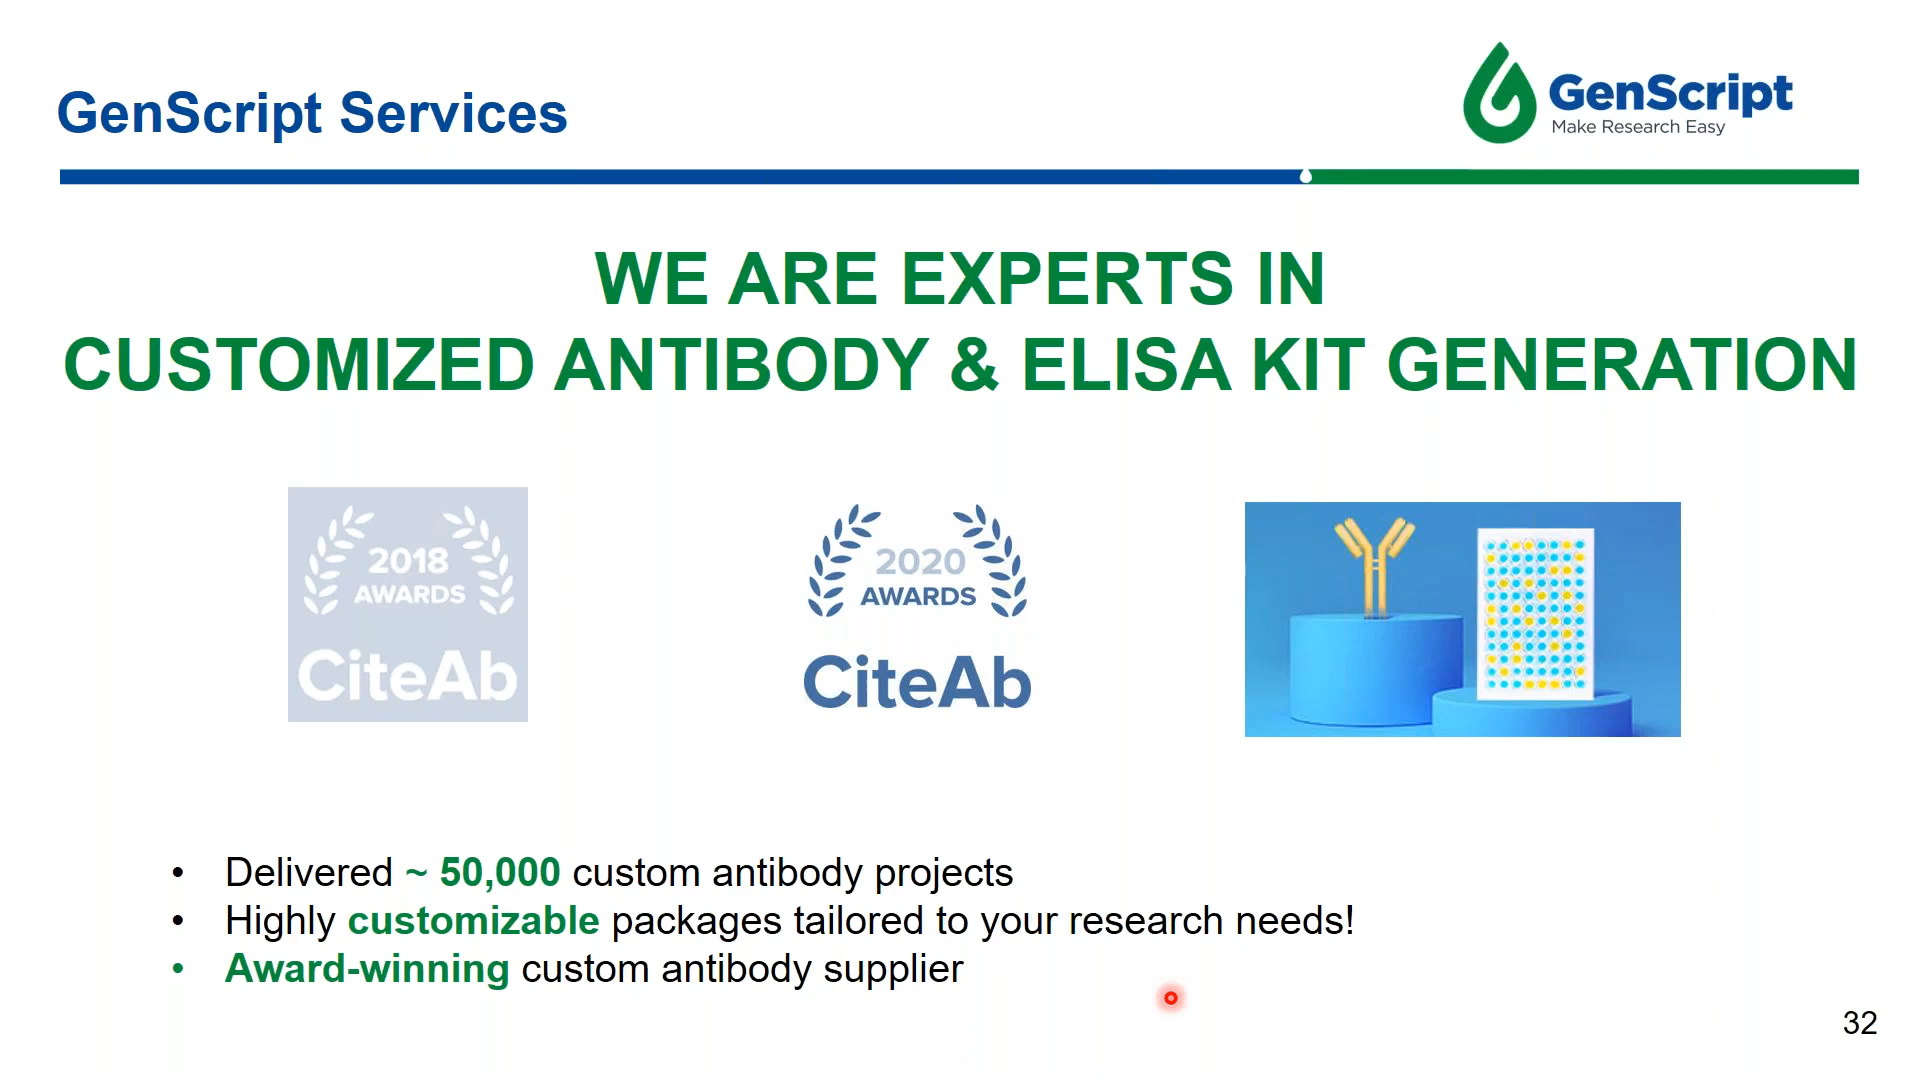 GenScript Services
GenScript
Make Research Easy
WE ARE EXPERTS IN
CUSTOMIZED ANTIBODY & ELISA KIT GENERATION
2018
AWARDS
CiteAb
2020
AWARDS
CiteAb
• Delivered ~ 50,000 custom antibody projects
• Highly customizable packages tailored to your research needs!
• Award-winning custom antibody supplier
32